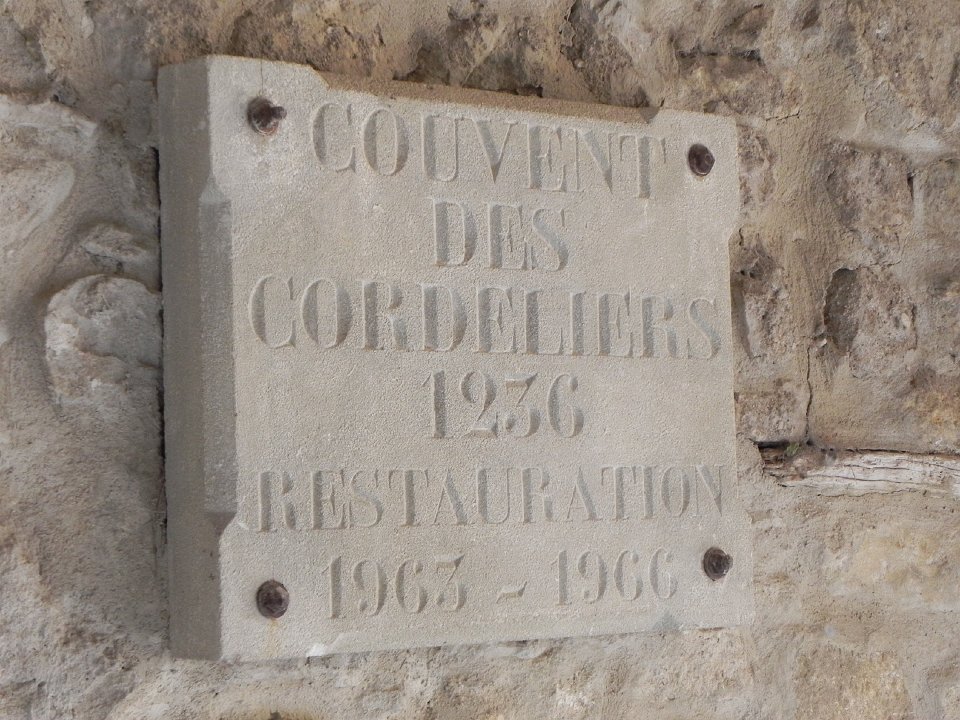 COUVENT
DES
CORDELIERS
1236
RESTAURATION
1963 - 1966